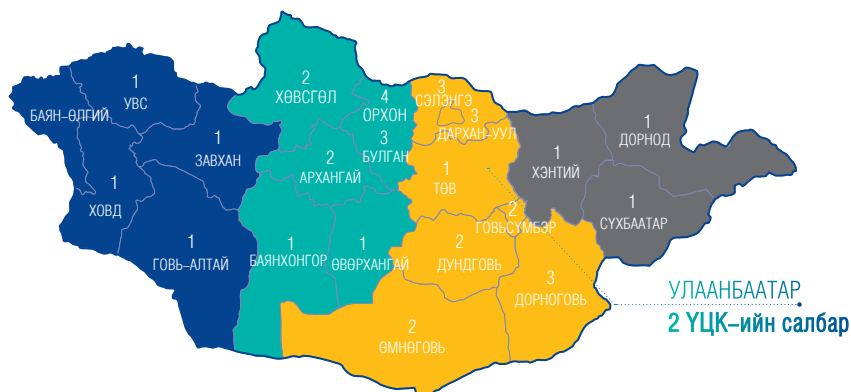 1
УВС
БАЯН-ӨЛГИЙ
1
ЗАВХАН
1
ХОВД
1
ГОВЬ-АЛТАЙ
2
ХӨВСГӨЛ
4
ОРХОН
3
БУЛГАН
2
АРХАНГАЙ
1
БАЯНХОНГОР
1
ӨВӨРХАНГАЙ
3
СЭЛЭНГЭ
3
ДАРХАН-УУЛ
1
ТӨВ
2
ГОВЬСҮМБЭР
2
ДУНДГОВЬ
3
ДОРНОГОВЬ
2
ӨМНӨГОВЬ
1
ХЭНТИЙ
1
ДОРНОД
1
СҮХБААТАР
УЛААНБААТАР
2 ҮЦК-ийн салбар